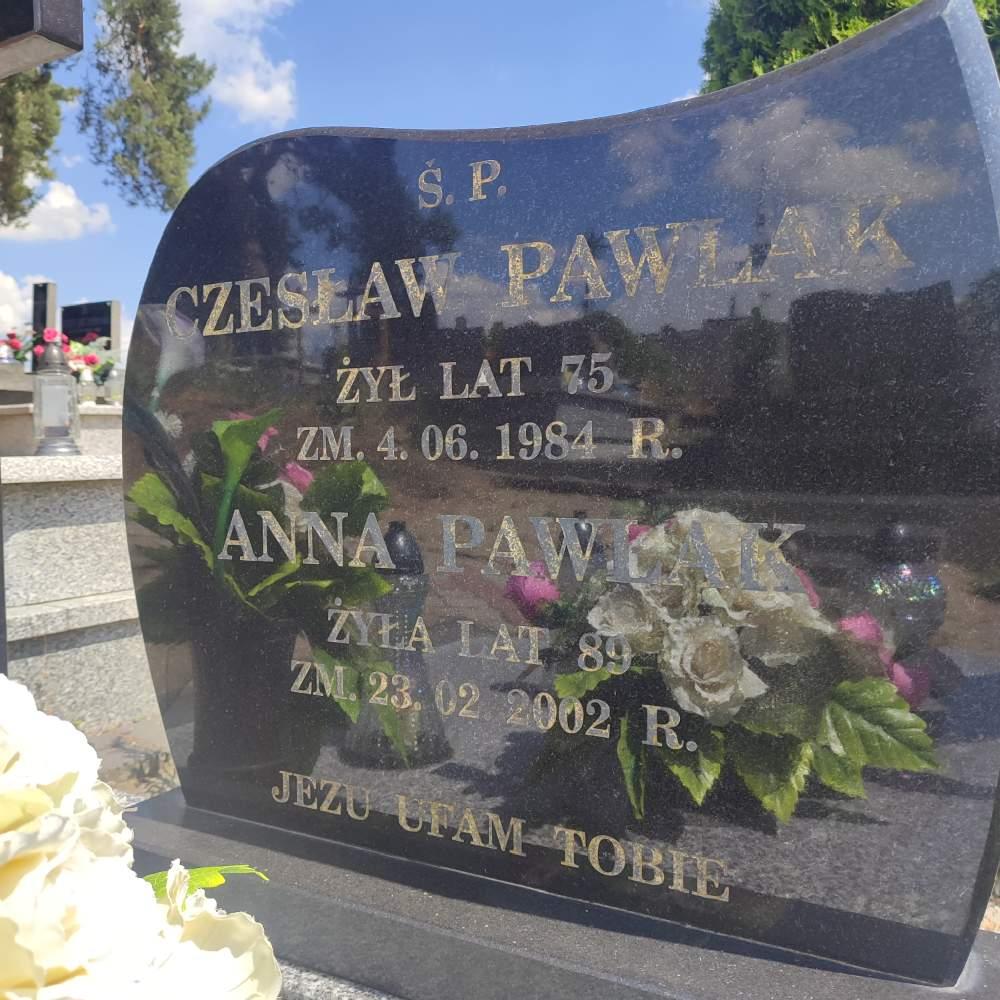 Ś. P.
CZESŁAW PAWLAK
ŻYŁ LAT 75
ZM. 4. 06. 1984 R.
ANNA PAWLAK
ŻYŁA LAT 89
ZM. 23. 02 2002 R.
JEZU UFAM TOBIE